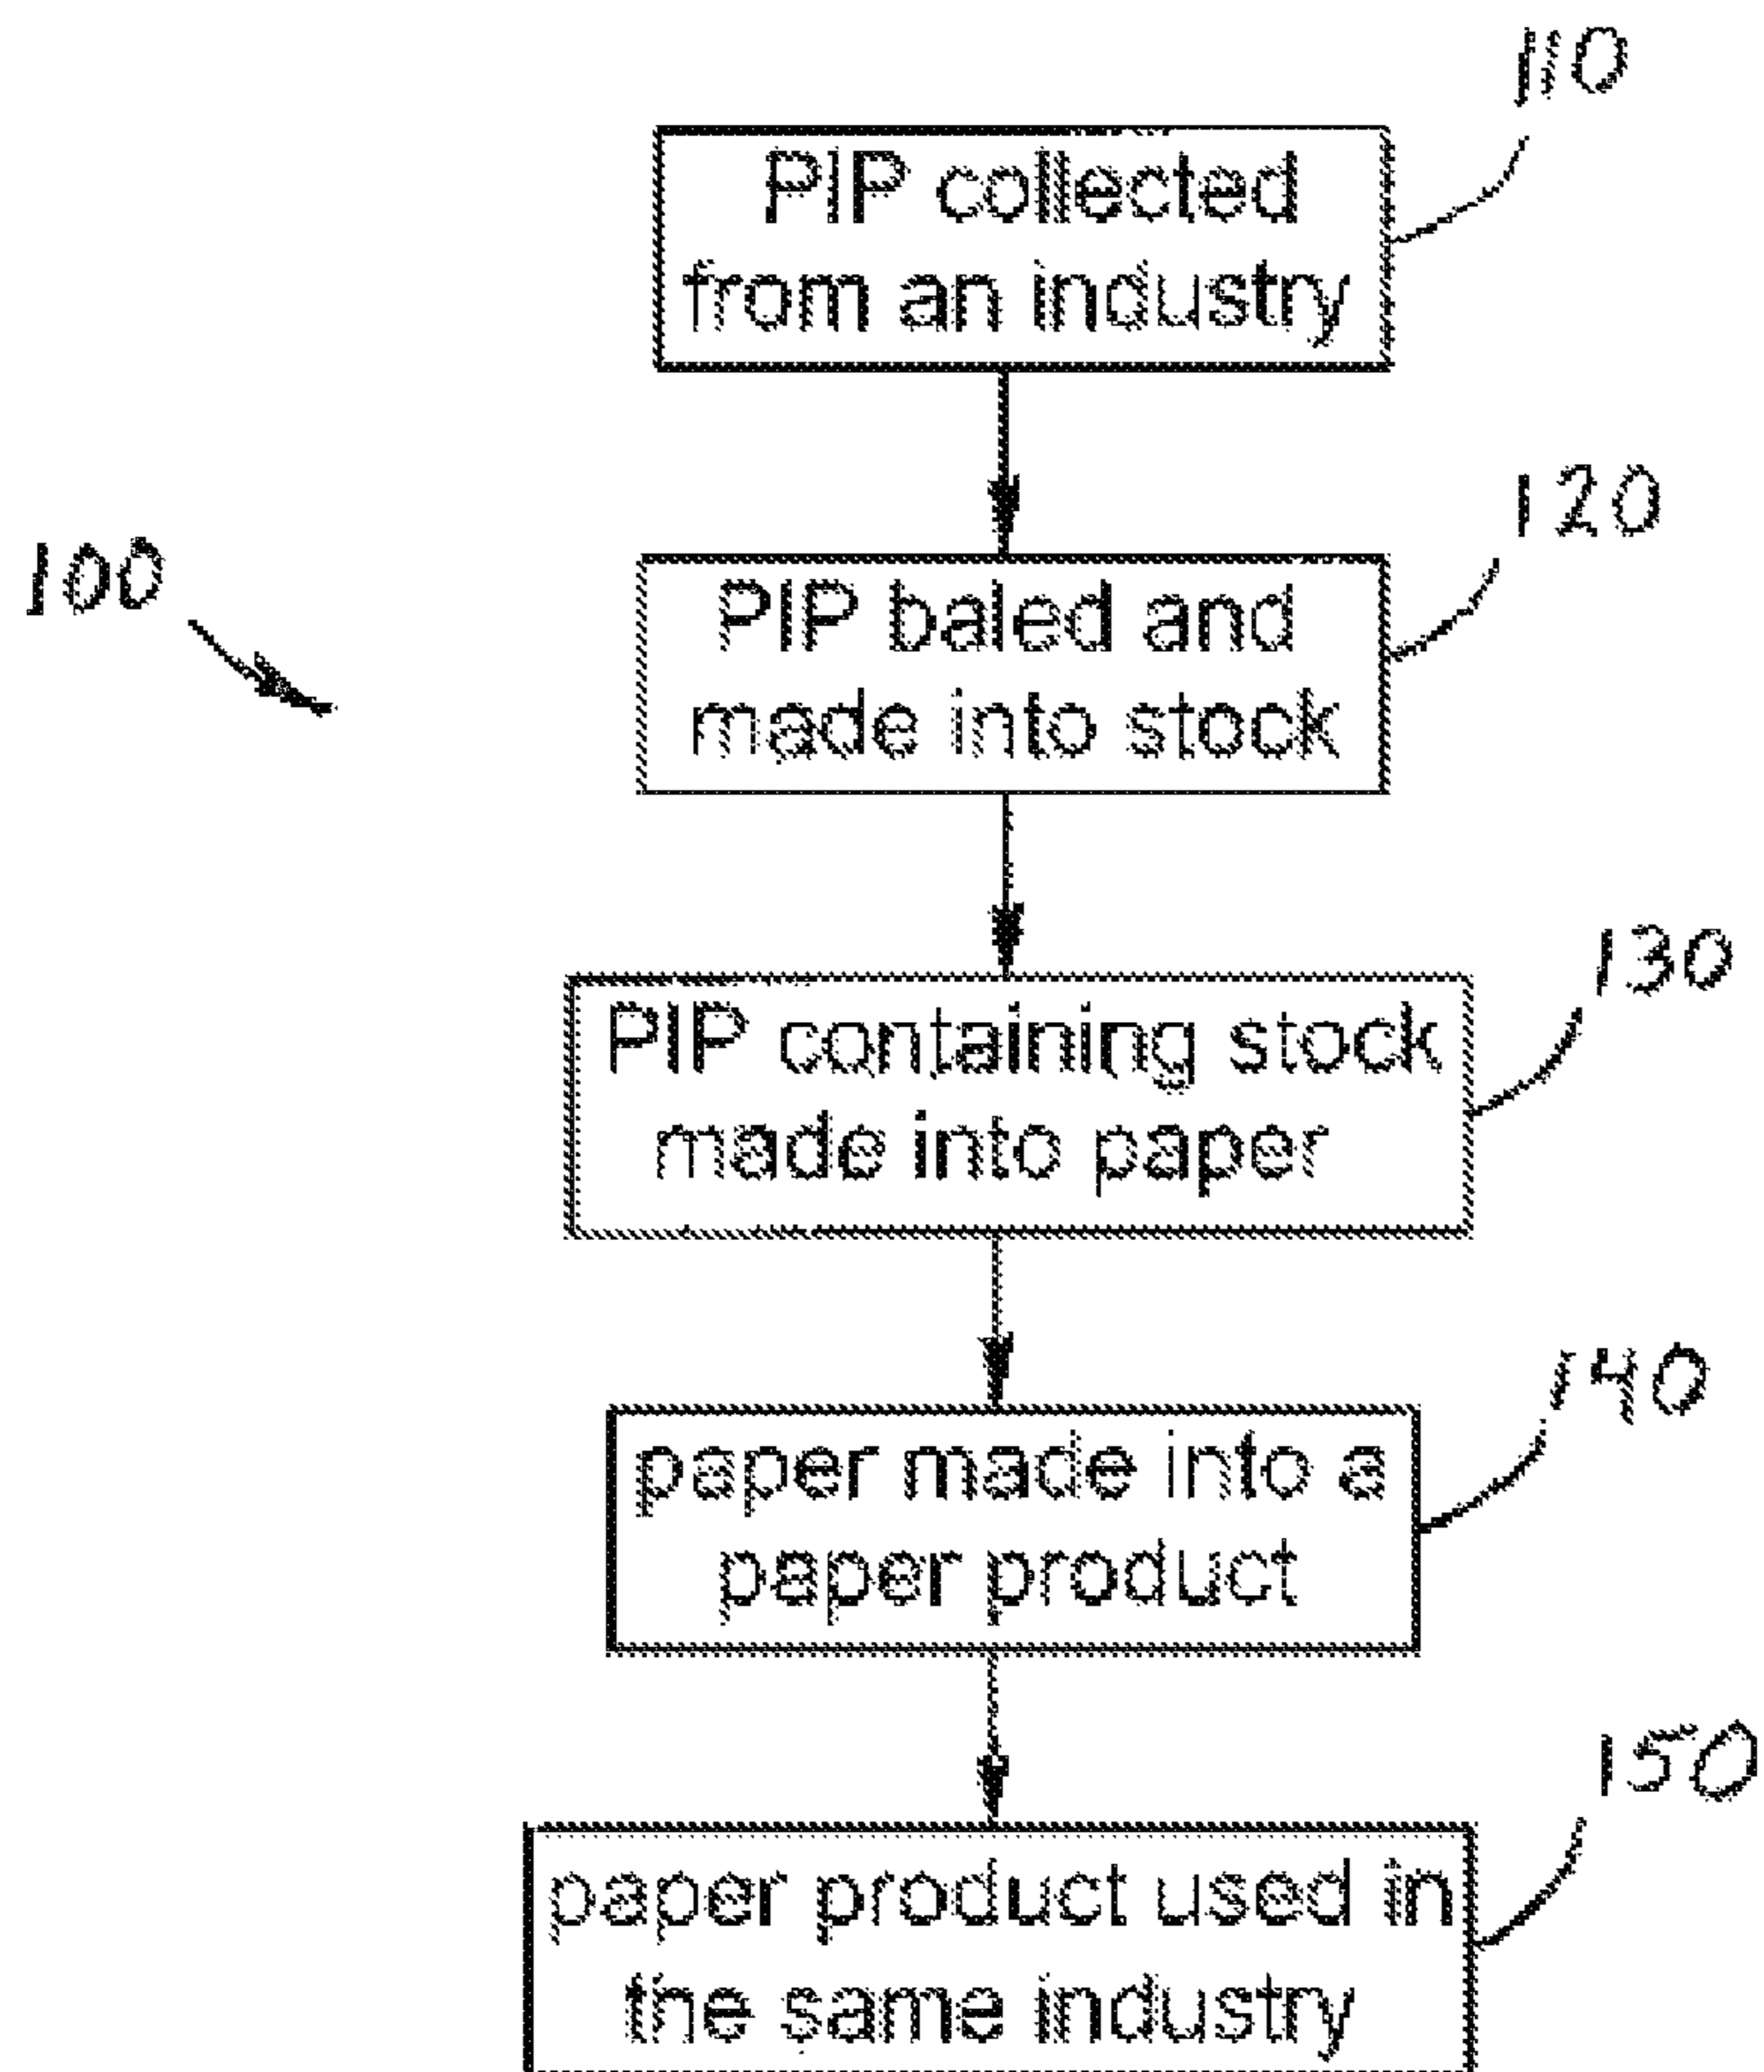 110
PIP collected
from an industry
120
100
PIP baled and
made into stock
130
PIP containing stock
made into paper
140
paper made into a
paper product
150
paper product used in
the same industry